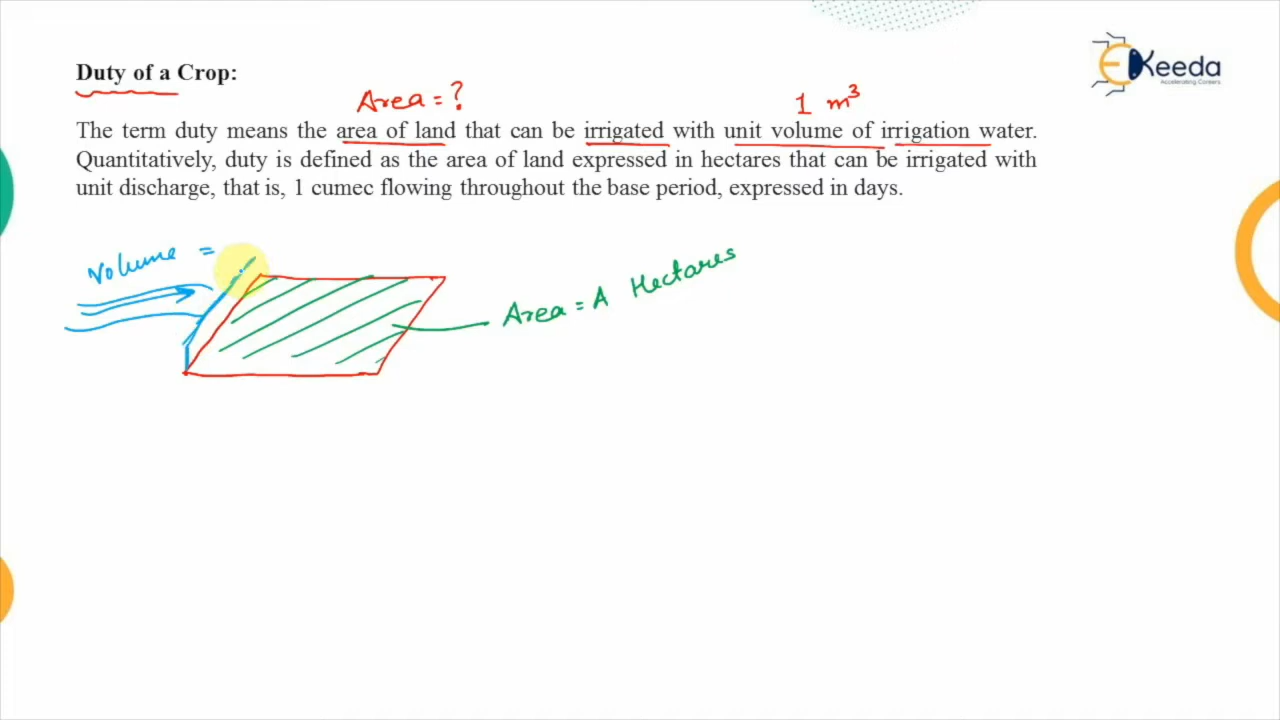 Duty of a Crop:
EKeeda
Accelerating Careers
Area = ?
1 m³
The term duty means the area of land that can be irrigated with unit volume of irrigation water.
Quantitatively, duty is defined as the area of land expressed in hectares that can be irrigated with
unit discharge, that is, 1 cumec flowing throughout the base period, expressed in days.
Volume =
Area = A Hectares